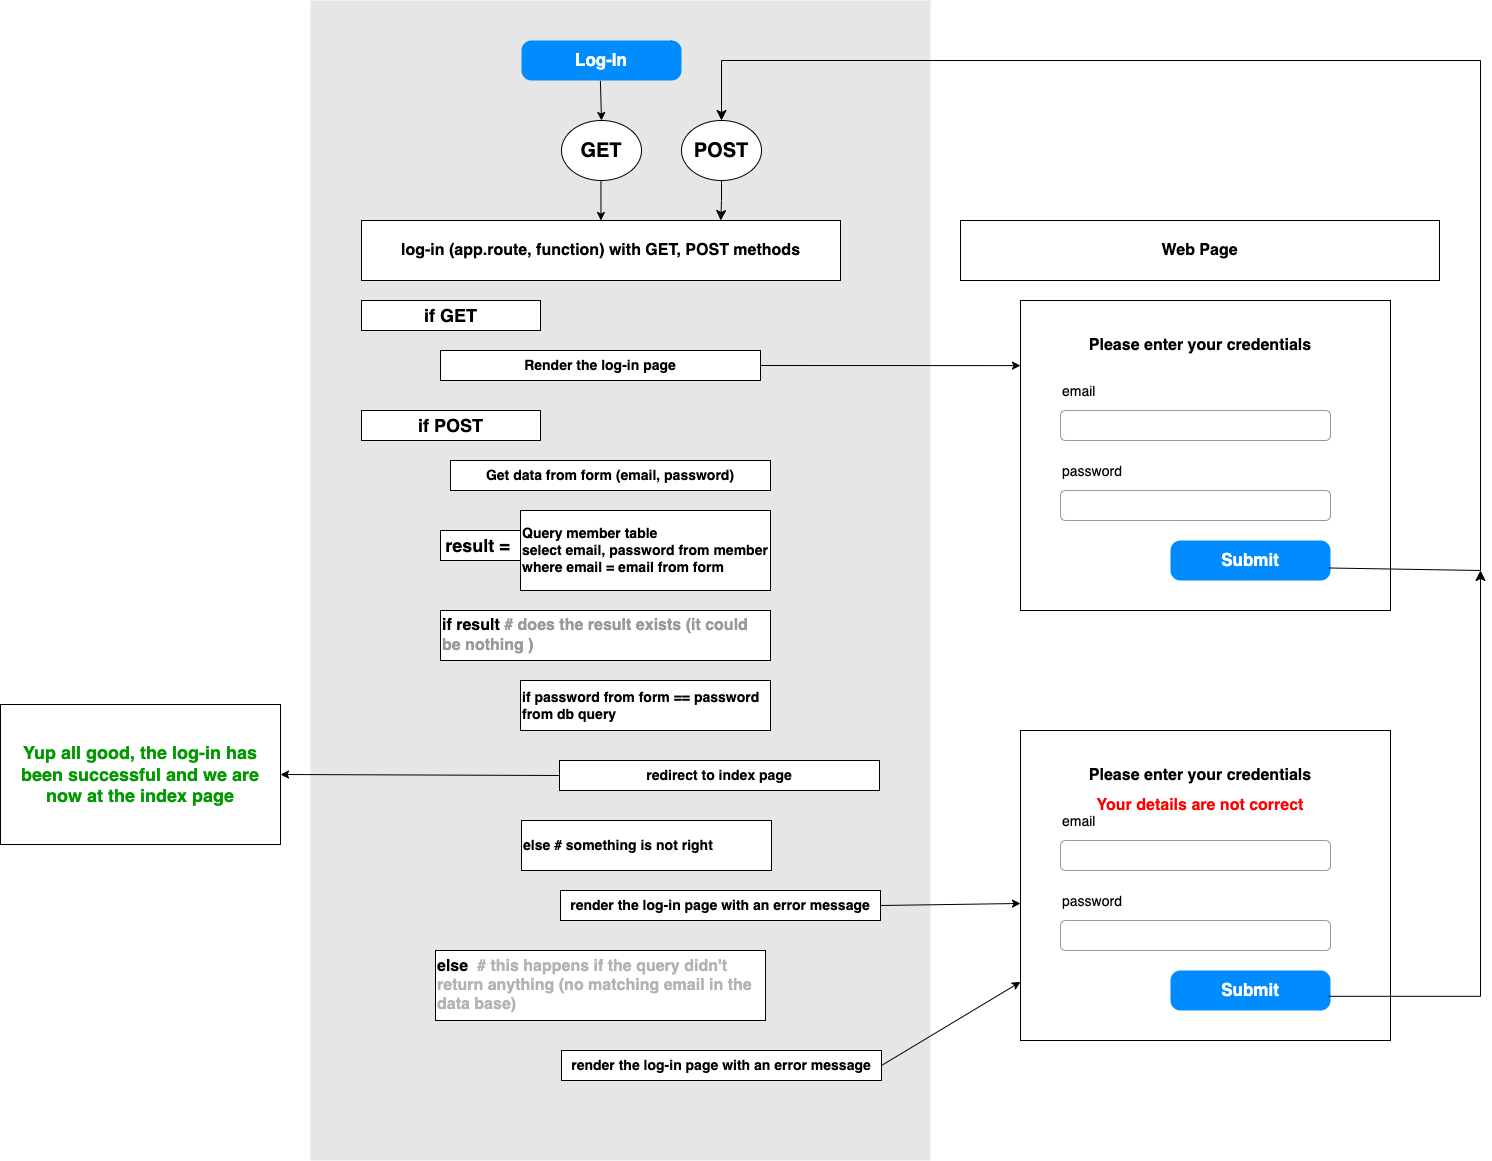 Log-In
GET
POST
log-in (app.route, function) with GET, POST methods
if GET
Render the log-in page
if POST
Get data from form (email, password)
result =
Query member table
select email, password from member
where email = email from form
if result # does the result exists (it could
be nothing )
if password from form == password
from db query
redirect to index page
Yup all good, the log-in has
been successful and we are
now at the index page
else # something is not right
render the log-in page with an error message
else  # this happens if the query didn't
return anything (no matching email in the
data base)
render the log-in page with an error message
Web Page
Please enter your credentials
email
password
Submit
Please enter your credentials
Your details are not correct
email
password
Submit